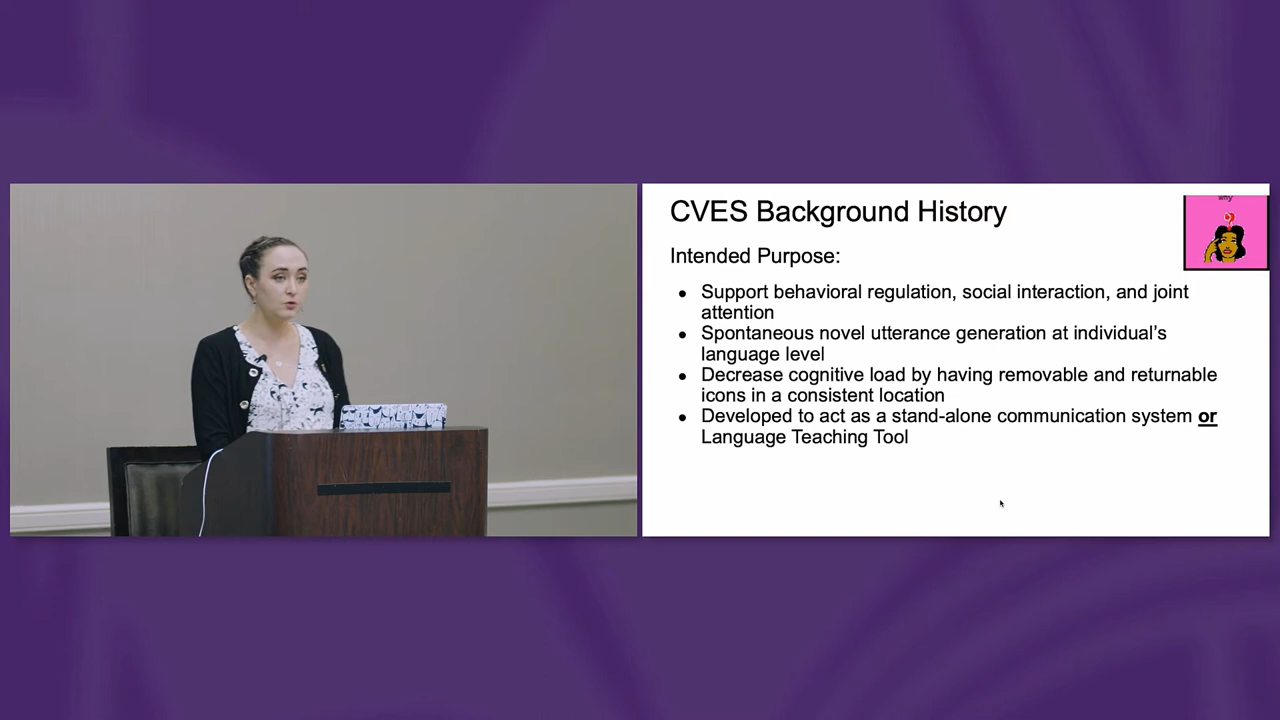 CVES Background History
why
?
Intended Purpose:
● Support behavioral regulation, social interaction, and joint
attention
● Spontaneous novel utterance generation at individual’s
language level
● Decrease cognitive load by having removable and returnable
icons in a consistent location
● Developed to act as a stand-alone communication system or
Language Teaching Tool